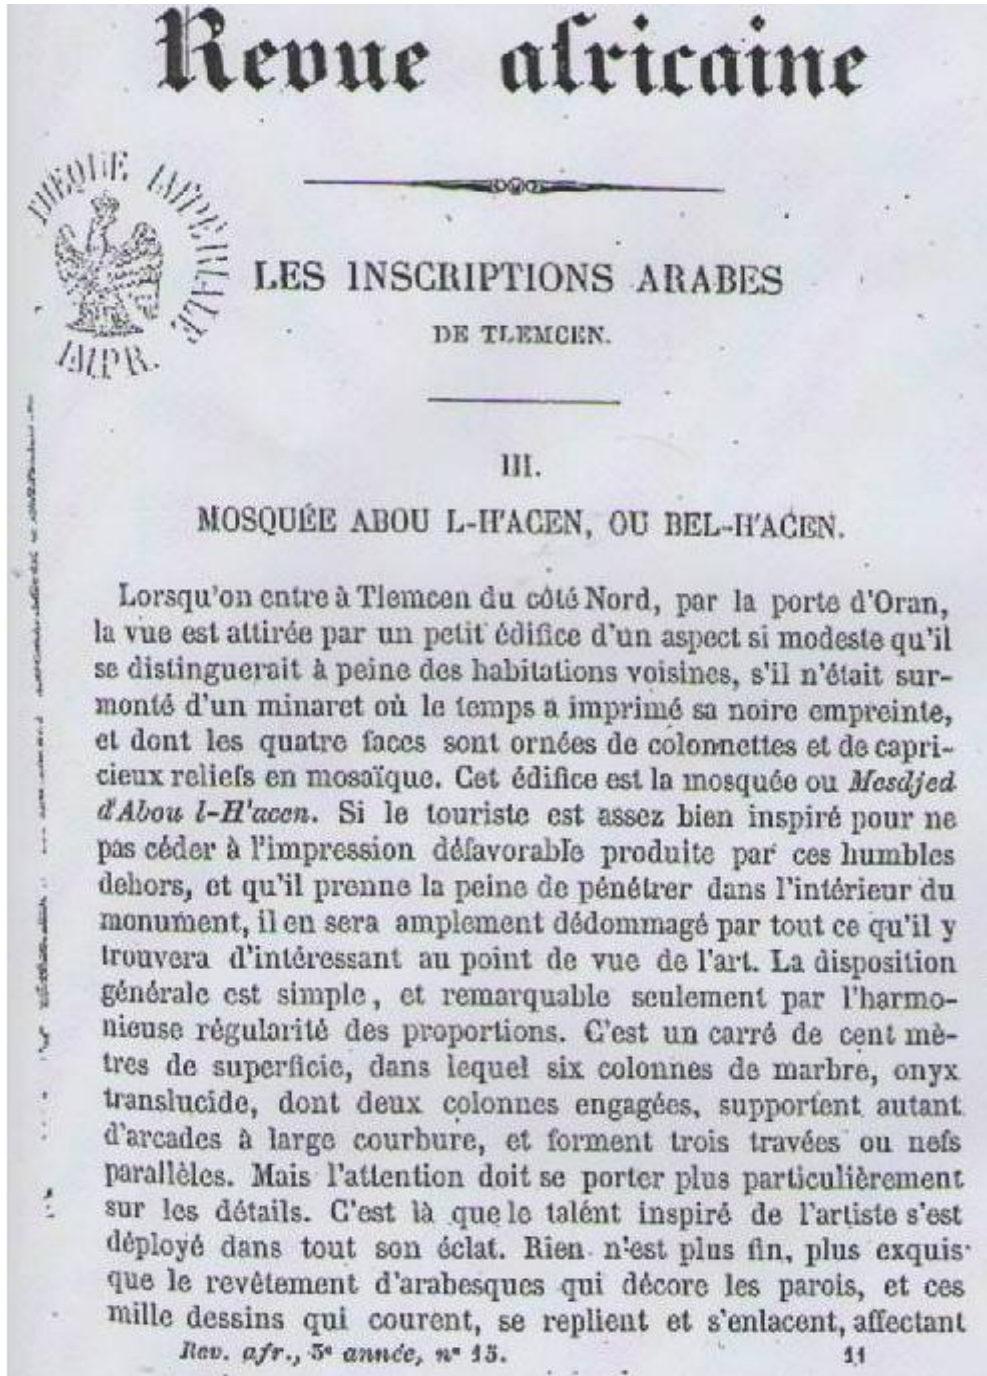 Revue africaine
THÈQUE IMPERIALE
IMPR.
LES INSCRIPTIONS ARABES
DE TLEMCEN.
III.
MOSQUÉE ABOU L-H'ACEN, OU BEL-H'ACEN.
Lorsqu'on entre à Tlemcen du côté Nord, par la porte d'Oran,
la vue est attirée par un petit édifice d'un aspect si modeste qu'il
se distinguerait à peine des habitations voisines, s'il n'était sur-
monté d'un minaret où le temps a imprimé sa noire empreinte,
et dont les quatre faces sont ornées de colonnettes et de capri-
cieux reliefs en mosaïque. Cet édifice est la mosquée ou Mesdjed
d'Abou l-H'acen. Si le touriste est assez bien inspiré pour ne
pas céder à l'impression défavorable produite par ces humbles
dehors, et qu'il prenne la peine de pénétrer dans l'intérieur du
monument, il en sera amplement dédommagé par tout ce qu'il y
trouvera d'intéressant au point de vue de l'art. La disposition
générale est simple, et remarquable seulement par l'harmo-
nieuse régularité des proportions. C'est un carré de cent mè-
tres de superficie, dans lequel six colonnes de marbre, onyx
translucide, dont deux colonnes engagées, supportent autant
d'arcades à large courbure, et forment trois travées ou nefs
parallèles. Mais l'attention doit se porter plus particulièrement
sur les détails. C'est là que le talent inspiré de l'artiste s'est
déployé dans tout son éclat. Rien n'est plus fin, plus exquis
que le revêtement d'arabesques qui décore les parois, et ces
mille dessins qui courent, se replient et s'enlacent, affectant
Rev. afr., 3e année, no 15. 11